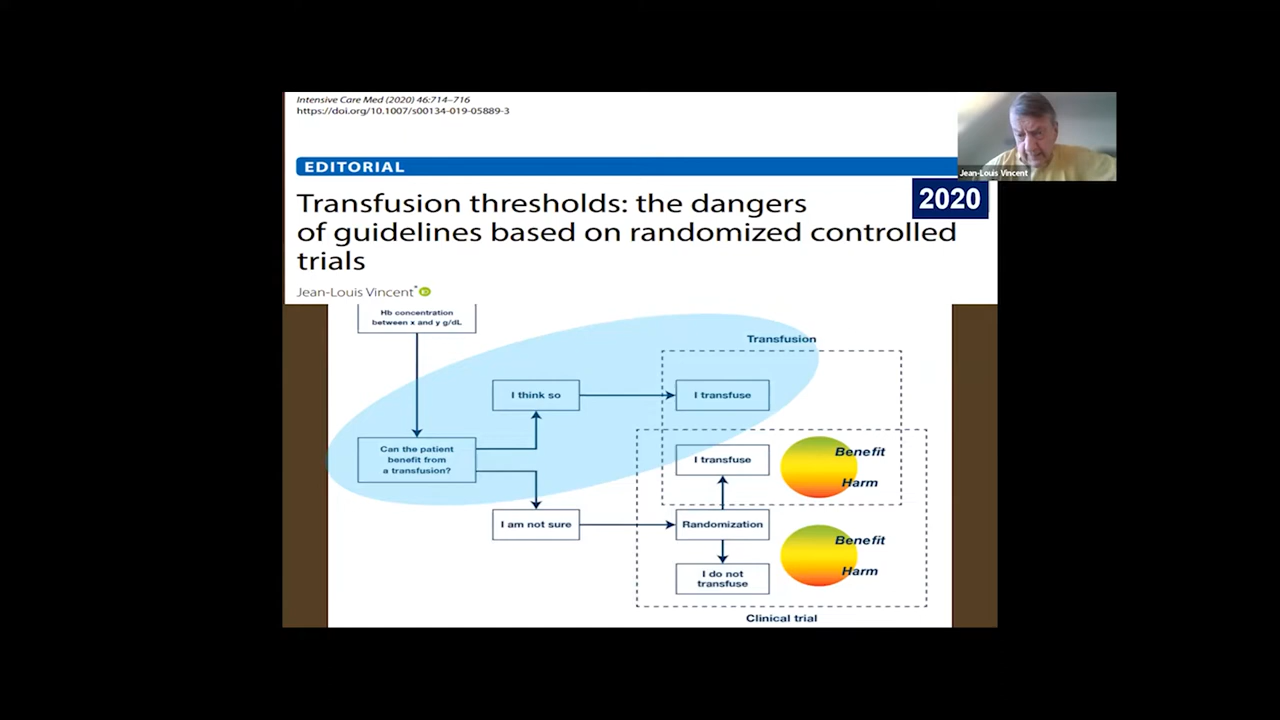 Intensive Care Med (2020) 46:714–716
https://doi.org/10.1007/s00134-019-05889-3
Jean-Louis Vincent
EDITORIAL
2020
Transfusion thresholds: the dangers
of guidelines based on randomized controlled
trials
Jean-Louis Vincent*
iD
Hb concentration
between x and y g/dL
Transfusion
I think so
I transfuse
Can the patient
benefit from
a transfusion?
I transfuse
Benefit
Harm
I am not sure
Randomization
Benefit
Harm
I do not
transfuse
Clinical trial